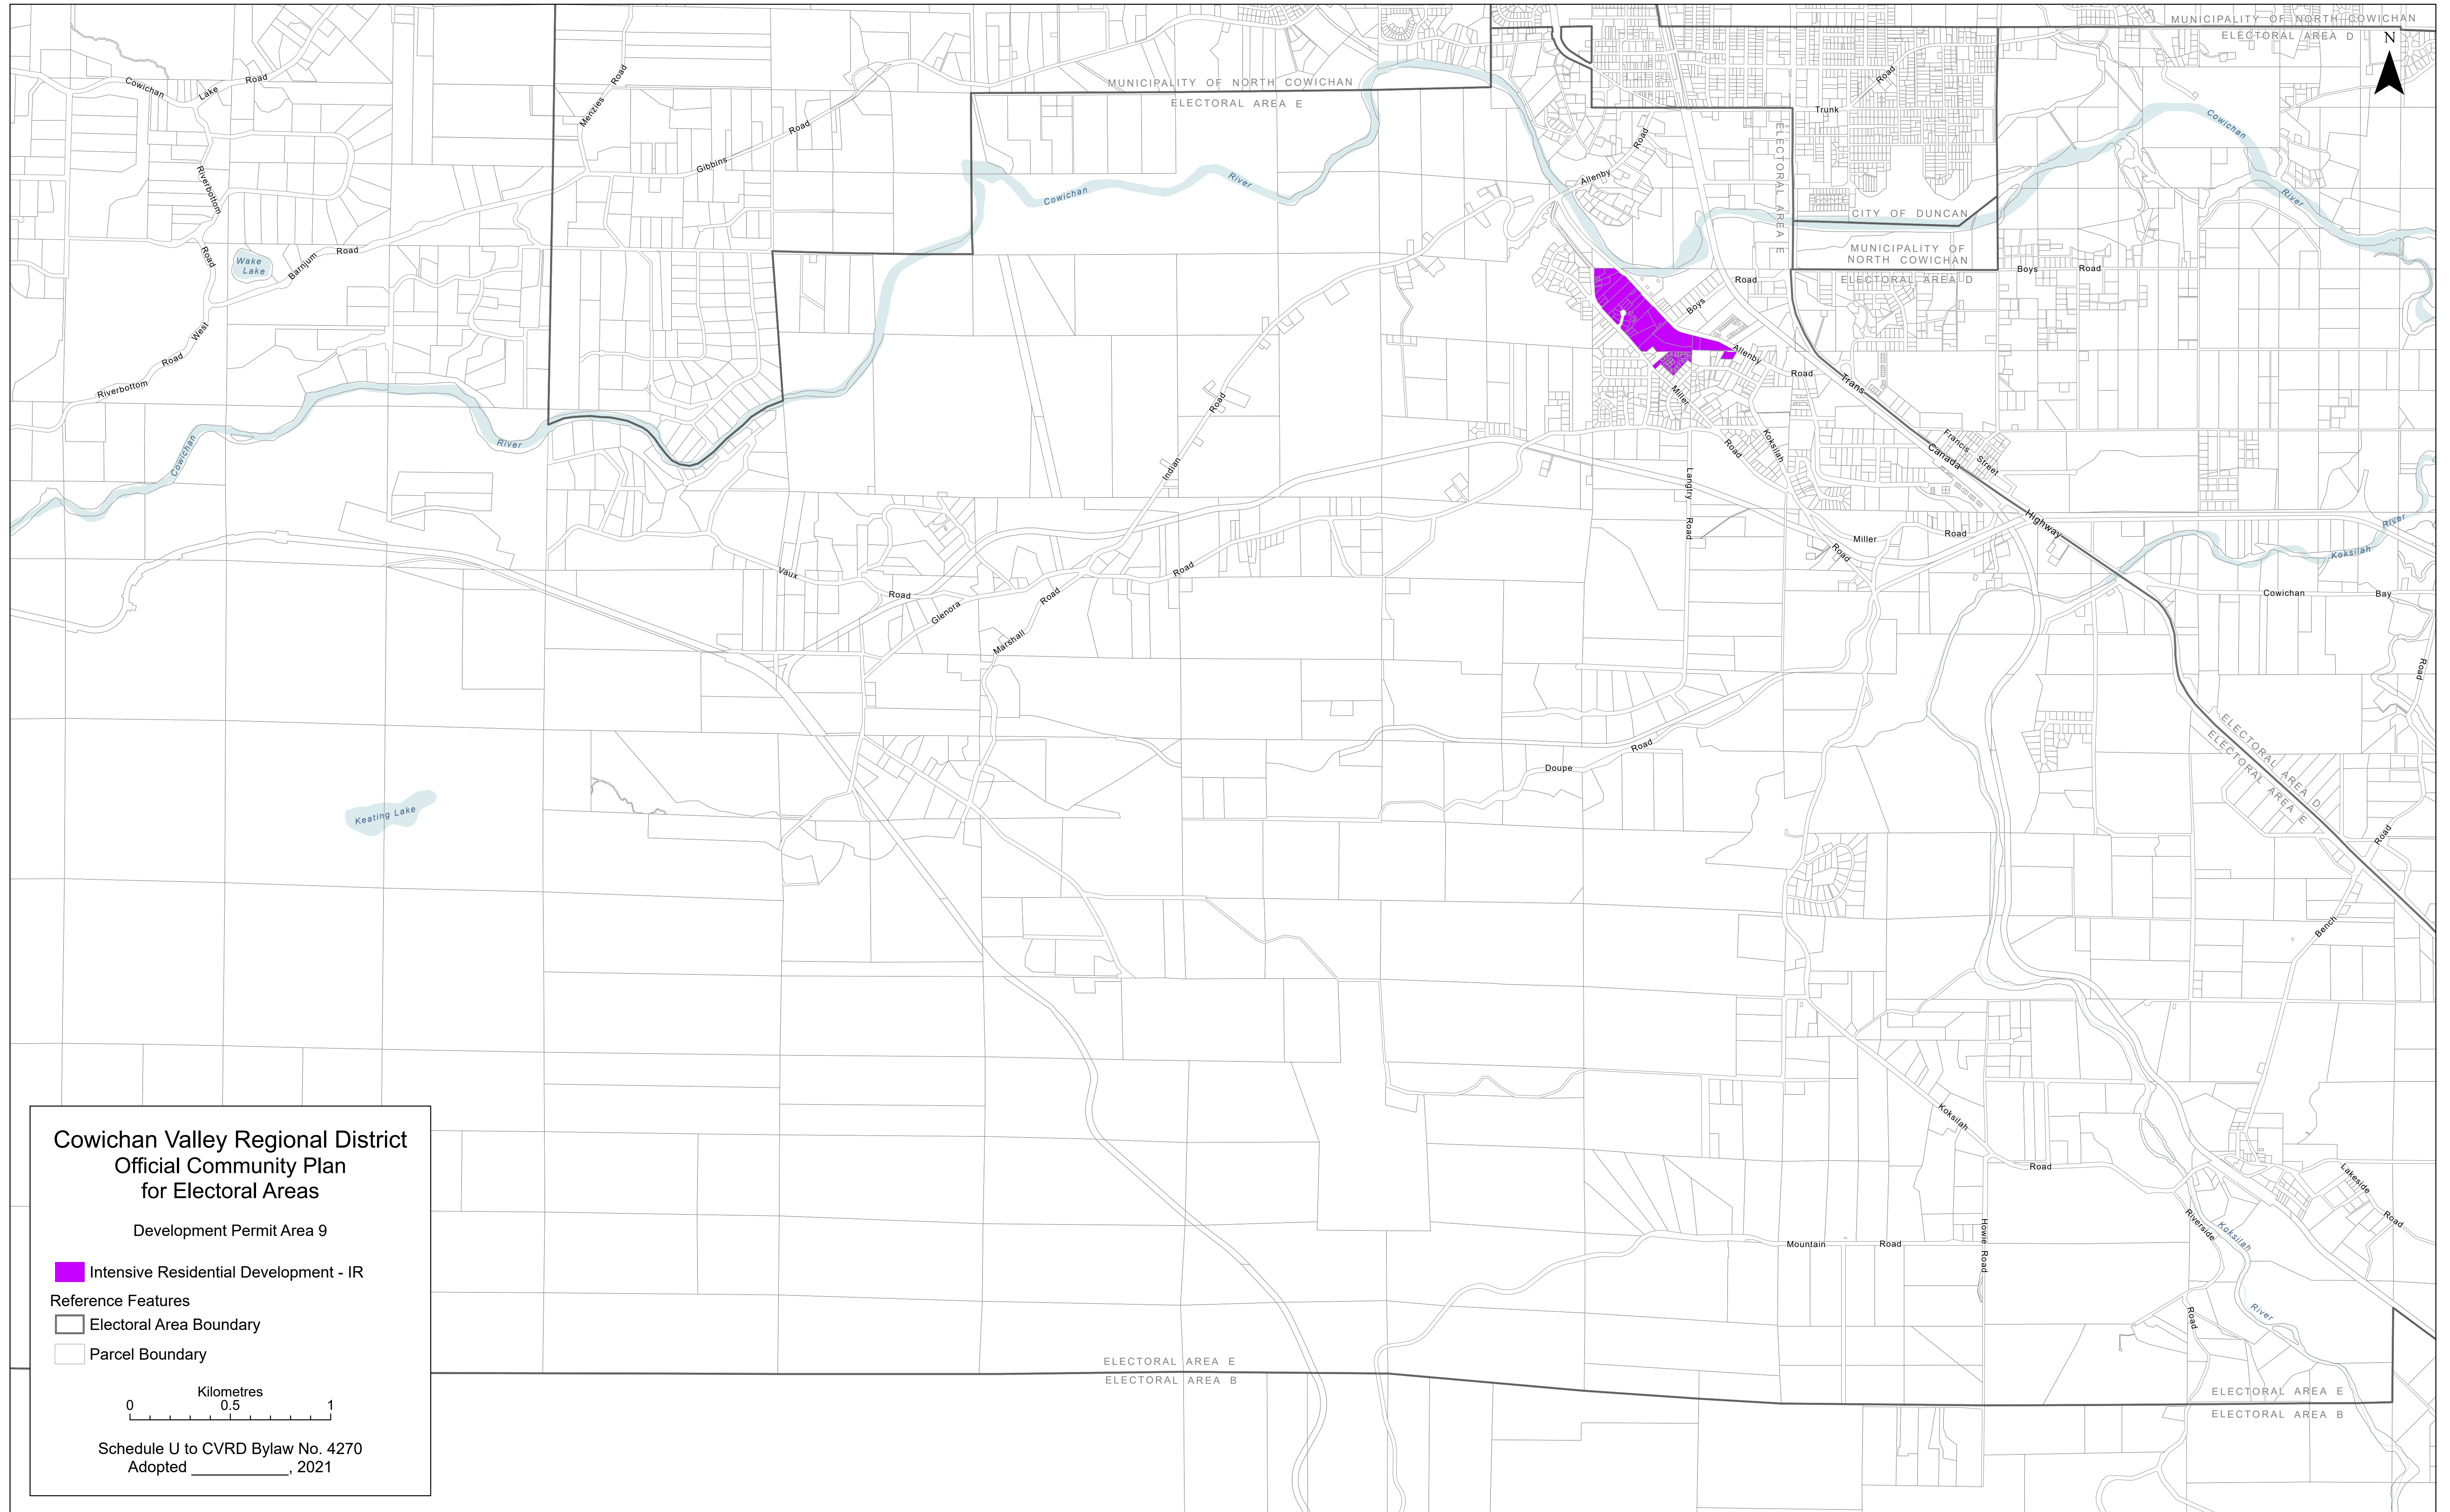 MUNICIPALITY OF NORTH COWICHAN
ELECTORAL AREA D
N
Cowichan
Lake
Road
Menzies
Road
MUNICIPALITY OF NORTH COWICHAN
ELECTORAL AREA E
Road
Trunk
Gibbins
Road
Riverbottom
Road
Cowichan
River
Allenby
Road
ELECTORAL AREA E
Cowichan
River
CITY OF DUNCAN
MUNICIPALITY OF
NORTH COWICHAN
ELECTORAL AREA D
Boys
Road
Wake
Lake
Barnjum
Road
Boys
Road
Riverbottom
Road
West
Allenby
Road
Miller
Road
Trans
Canada
Highway
Cowichan
River
Indian
Road
Koksilah
Road
Francis
Street
Langtry
Road
Miller
Road
River
Koksilah
Vaux
Road
Glenora
Road
Marshall
Road
Cowichan
Bay
Road
Doupe
Road
ELECTORAL AREA D
ELECTORAL AREA E
Keating Lake
Road
Bench
Koksilah
Road
Lakeside
Road
Riverside
Road
Koksilah
River
Mountain
Road
Howie
Road
ELECTORAL AREA E
ELECTORAL AREA B
ELECTORAL AREA E
ELECTORAL AREA B
Cowichan Valley Regional District
Official Community Plan
for Electoral Areas
Development Permit Area 9
Intensive Residential Development - IR
Reference Features
Electoral Area Boundary
Parcel Boundary
Kilometres
0 0.5 1
Schedule U to CVRD Bylaw No. 4270
Adopted ____________, 2021